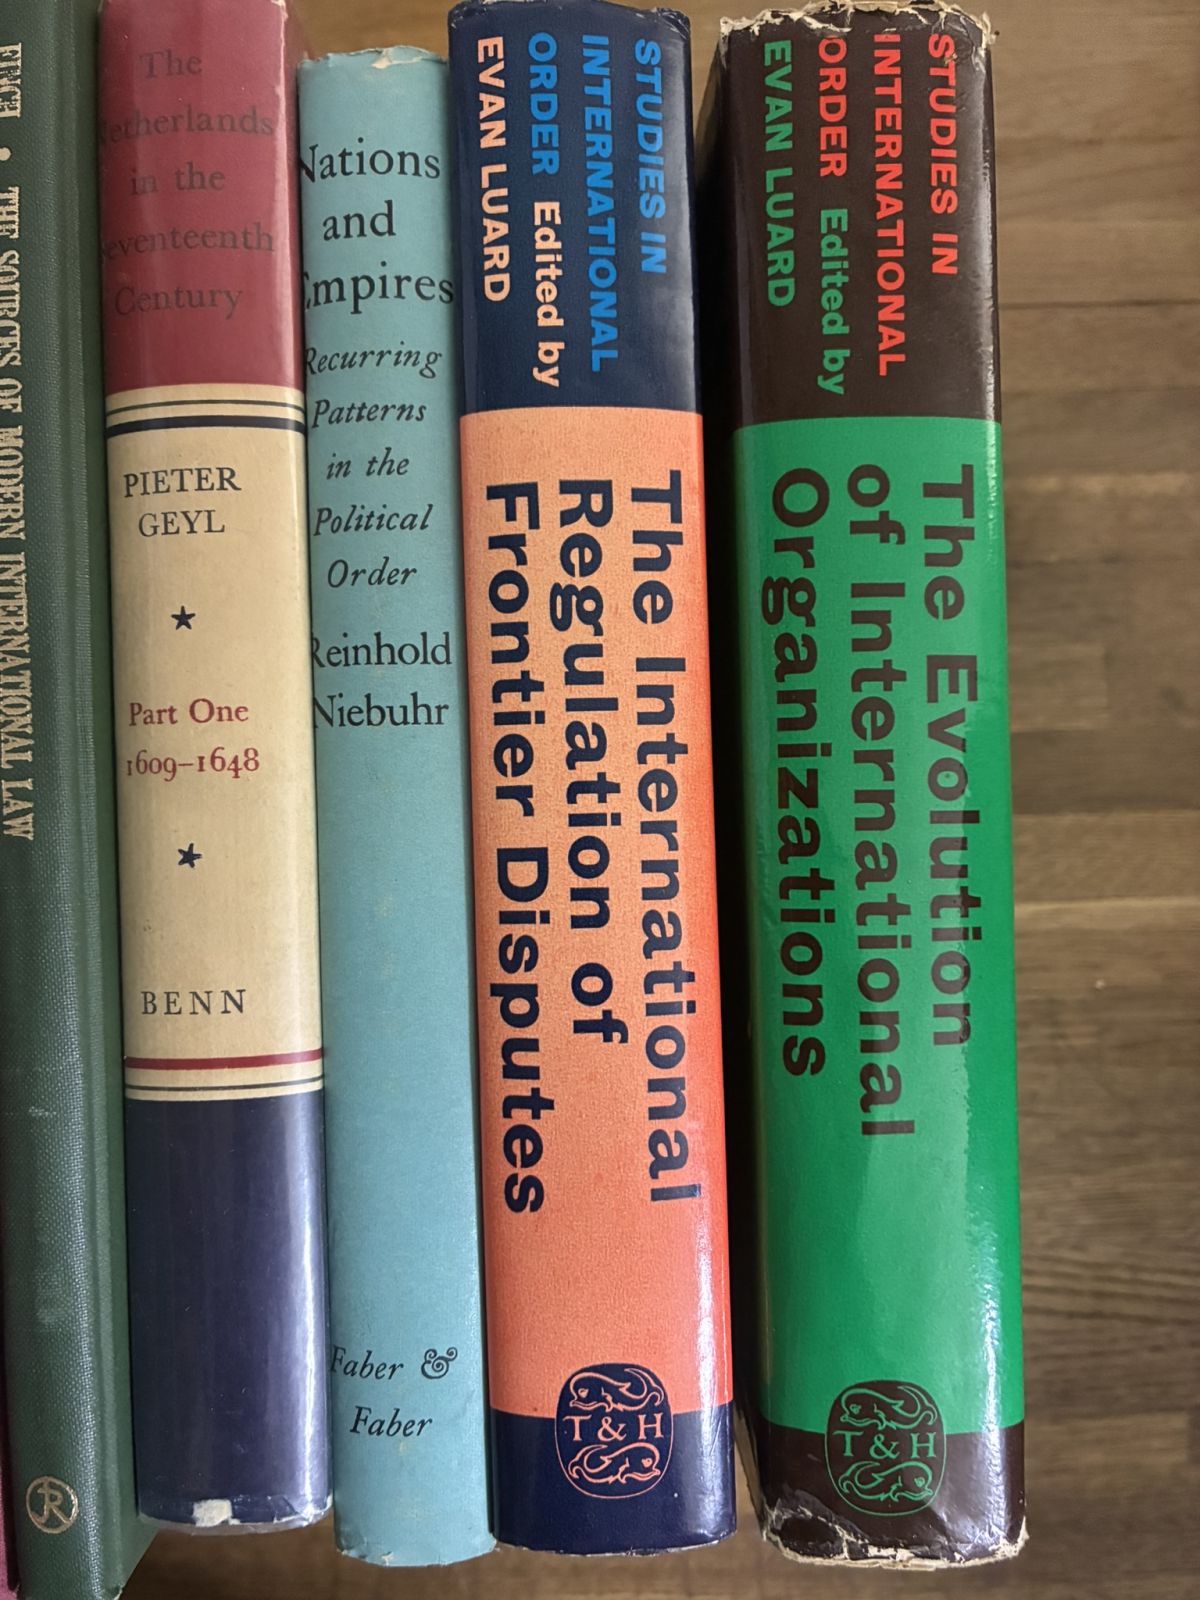 FINCH • THE SOURCES OF MODERN INTERNATIONAL LAW
The
Netherlands
in the
Seventeenth
Century
PIETER
GEYL
Part One
1609–1648
BENN
Nations
and
Empires
Recurring
Patterns
in the
Political
Order
Reinhold
Niebuhr
Faber &
Faber
STUDIES IN
INTERNATIONAL
ORDER Edited by
EVAN LUARD
The International
Regulation of
Frontier Disputes
T & H
STUDIES IN
INTERNATIONAL
ORDER Edited by
EVAN LUARD
The Evolution
of International
Organizations
T & H